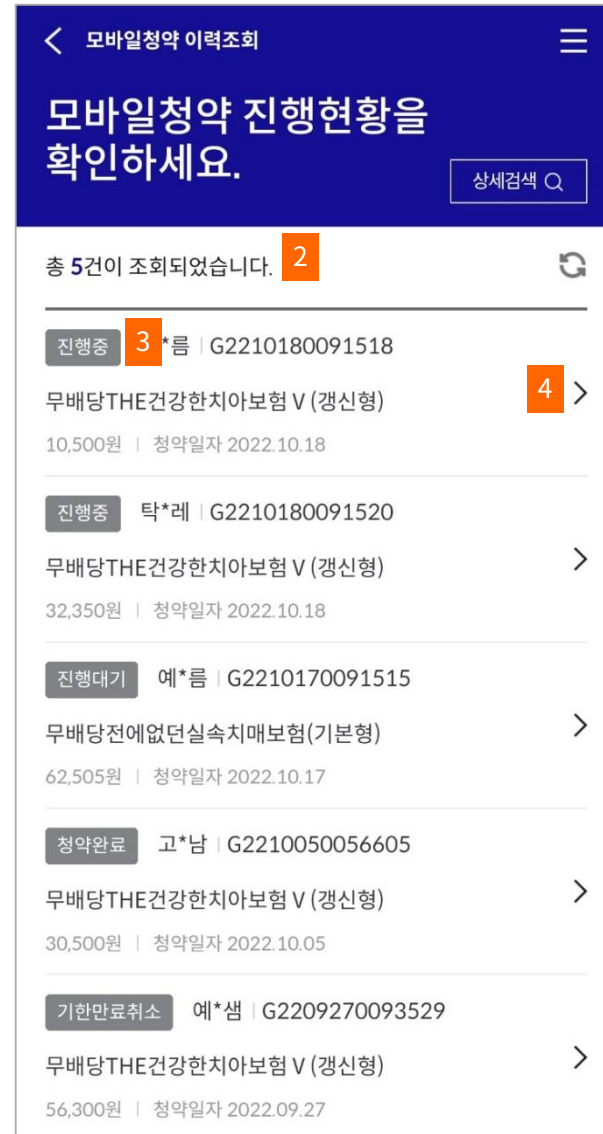 모바일청약 이력조회
모바일청약 진행현황을
확인하세요.
상세검색
총 5건이 조회되었습니다. 2
진행중 3 *름 G2210180091518
무배당THE건강한치아보험 V (갱신형) 4
10,500원 청약일자 2022.10.18
진행중 탁*레 G2210180091520
무배당THE건강한치아보험 V (갱신형)
32,350원 청약일자 2022.10.18
진행대기 예*름 G2210170091515
무배당전에없던실속치매보험(기본형)
62,505원 청약일자 2022.10.17
청약완료 고*남 G2210050056605
무배당THE건강한치아보험 V (갱신형)
30,500원 청약일자 2022.10.05
기한만료취소 예*샘 G2209270093529
무배당THE건강한치아보험 V (갱신형)
56,300원 청약일자 2022.09.27